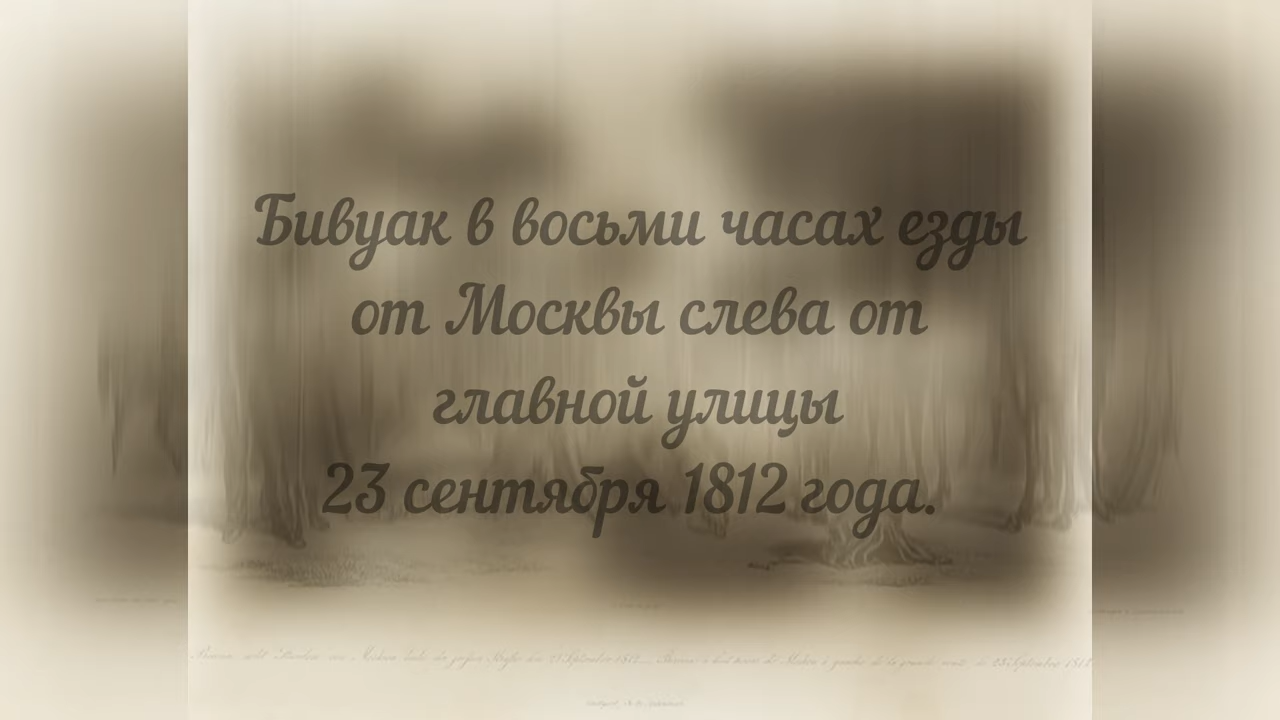 Бивуак в восьми часах езды
от Москвы слева от
главной улицы
23 сентября 1812 года.